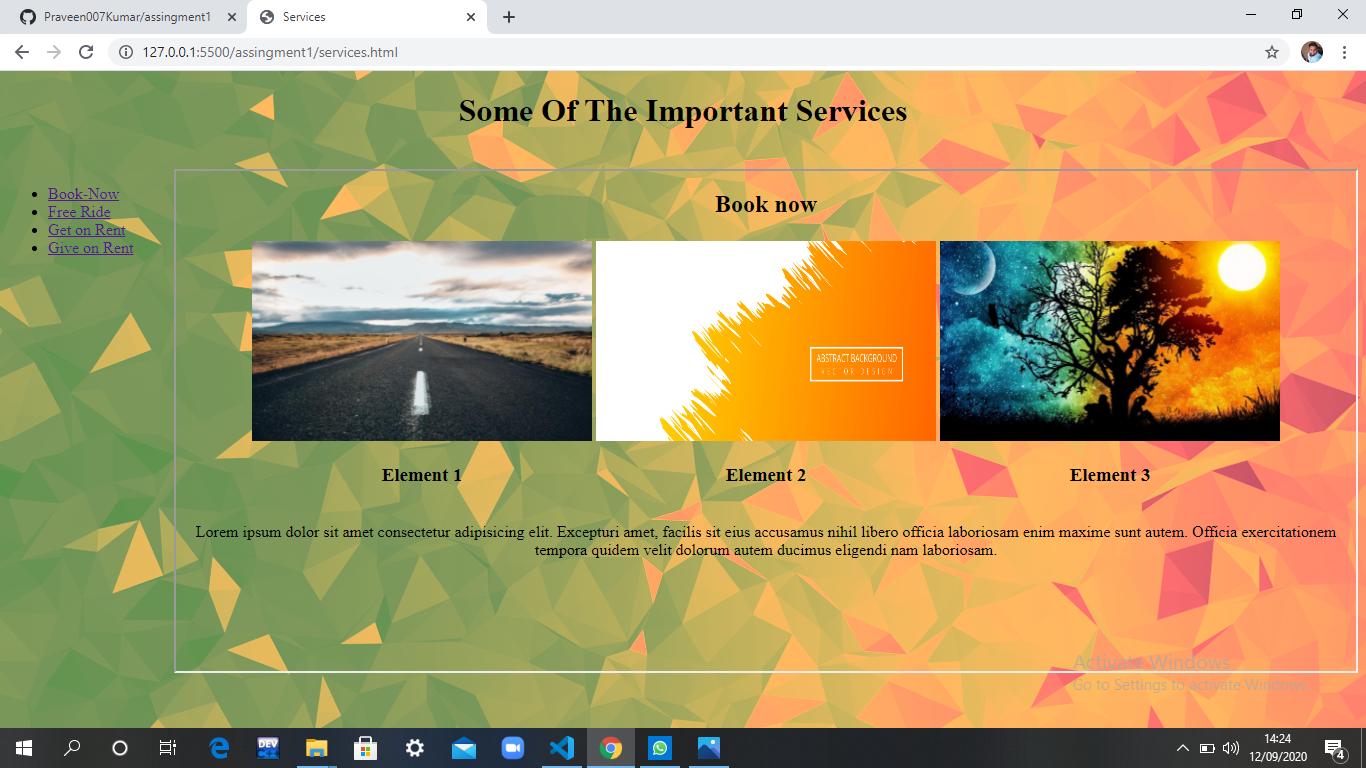 Praveen007Kumar/assingment1
Services
127.0.0.1:5500/assingment1/services.html
Some Of The Important Services
Book-Now
Free Ride
Get on Rent
Give on Rent
Book now
ABSTRACT BACKGROUND
VECTOR DESIGN
Element 1
Element 2
Element 3
Lorem ipsum dolor sit amet consectetur adipisicing elit. Excepturi amet, facilis sit eius accusamus nihil libero officia laboriosam enim maxime sunt autem. Officia exercitationem
tempora quidem velit dolorum autem ducimus eligendi nam laboriosam.
Activate Windows
Go to Settings to activate Windows.
DEV
C++
14:24
12/09/2020
4